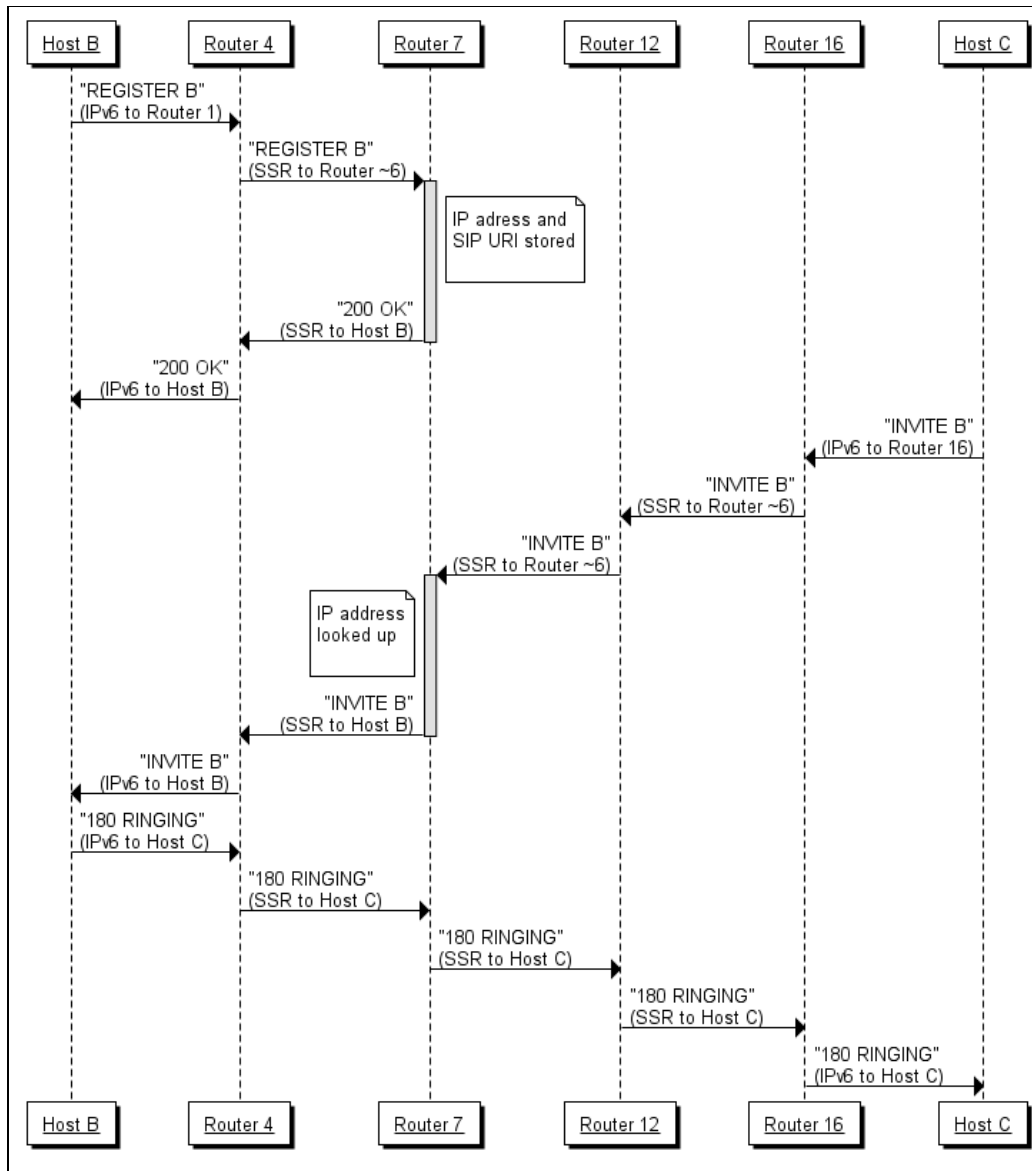 Host B
Router 4
Router 7
Router 12
Router 16
Host C
"REGISTER B"
(IPv6 to Router 1)
"REGISTER B"
(SSR to Router ~6)
IP adress and
SIP URI stored
"200 OK"
(SSR to Host B)
"200 OK"
(IPv6 to Host B)
"INVITE B"
(IPv6 to Router 16)
"INVITE B"
(SSR to Router ~6)
"INVITE B"
(SSR to Router ~6)
IP address
looked up
"INVITE B"
(SSR to Host B)
"INVITE B"
(IPv6 to Host B)
"180 RINGING"
(IPv6 to Host C)
"180 RINGING"
(SSR to Host C)
"180 RINGING"
(SSR to Host C)
"180 RINGING"
(SSR to Host C)
"180 RINGING"
(IPv6 to Host C)
Host B
Router 4
Router 7
Router 12
Router 16
Host C